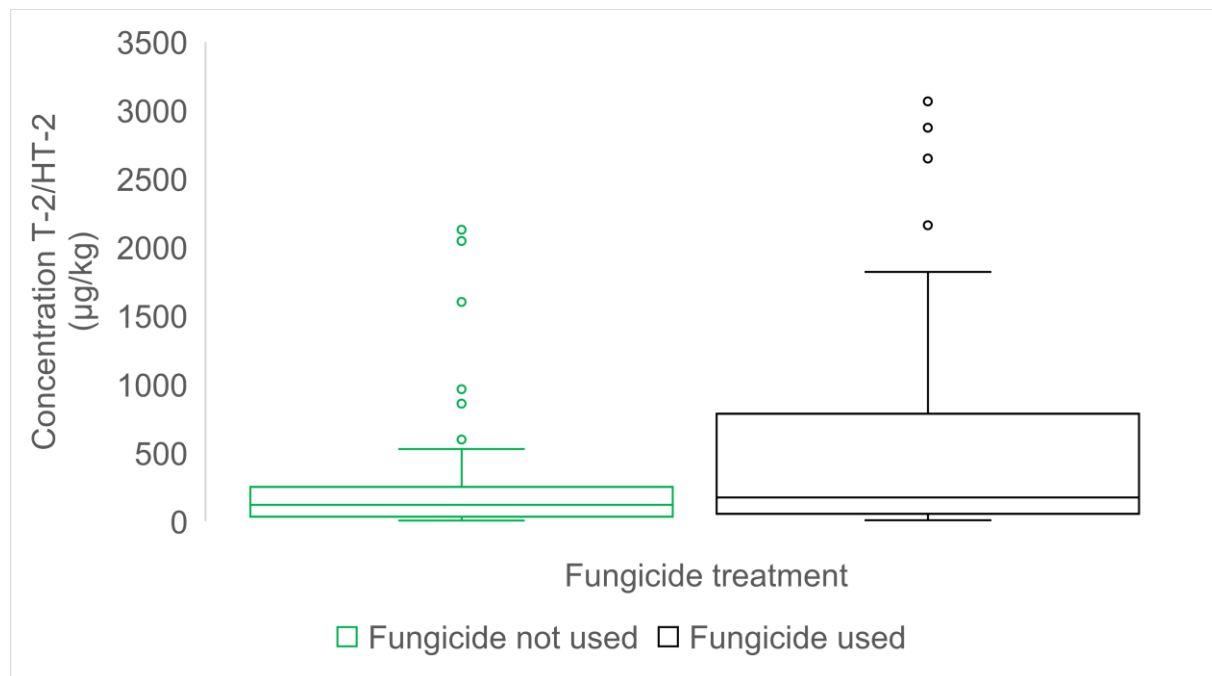 Concentration T-2/HT-2
(µg/kg)
3500
3000
2500
2000
1500
1000
500
0
Fungicide treatment
Fungicide not used Fungicide used